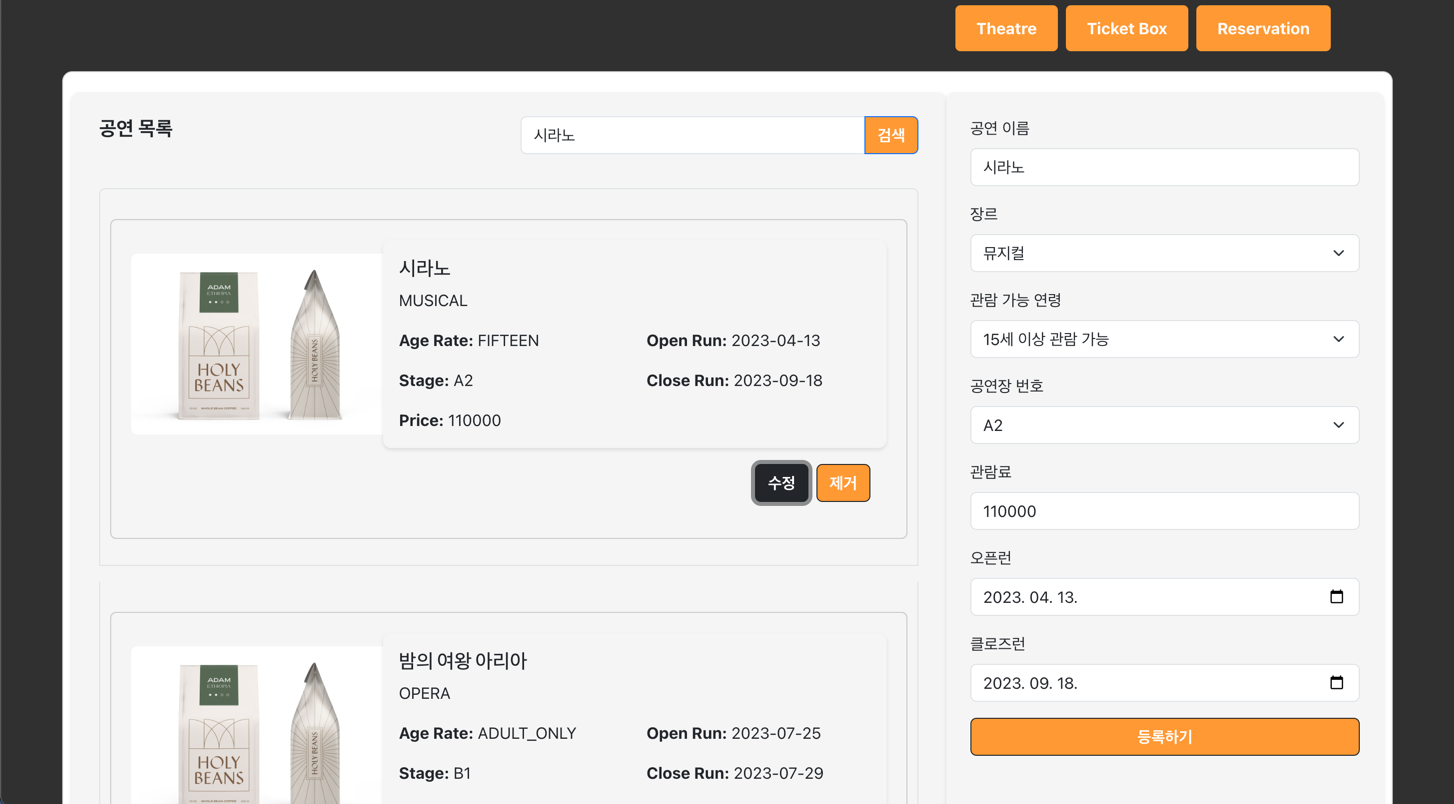 Theatre Ticket Box Reservation
공연 목록
시라노 검색
ADAM
ETHIOPIA
HOLY
BEANS
HOLY BEANS
시라노
MUSICAL
Age Rate: FIFTEEN Open Run: 2023-04-13
Stage: A2 Close Run: 2023-09-18
Price: 110000
수정 제거
ADAM
ETHIOPIA
HOLY
BEANS
HOLY BEANS
밤의 여왕 아리아
OPERA
Age Rate: ADULT_ONLY Open Run: 2023-07-25
Stage: B1 Close Run: 2023-07-29
공연 이름
시라노
장르
뮤지컬
관람 가능 연령
15세 이상 관람 가능
공연장 번호
A2
관람료
110000
오픈런
2023. 04. 13.
클로즈런
2023. 09. 18.
등록하기